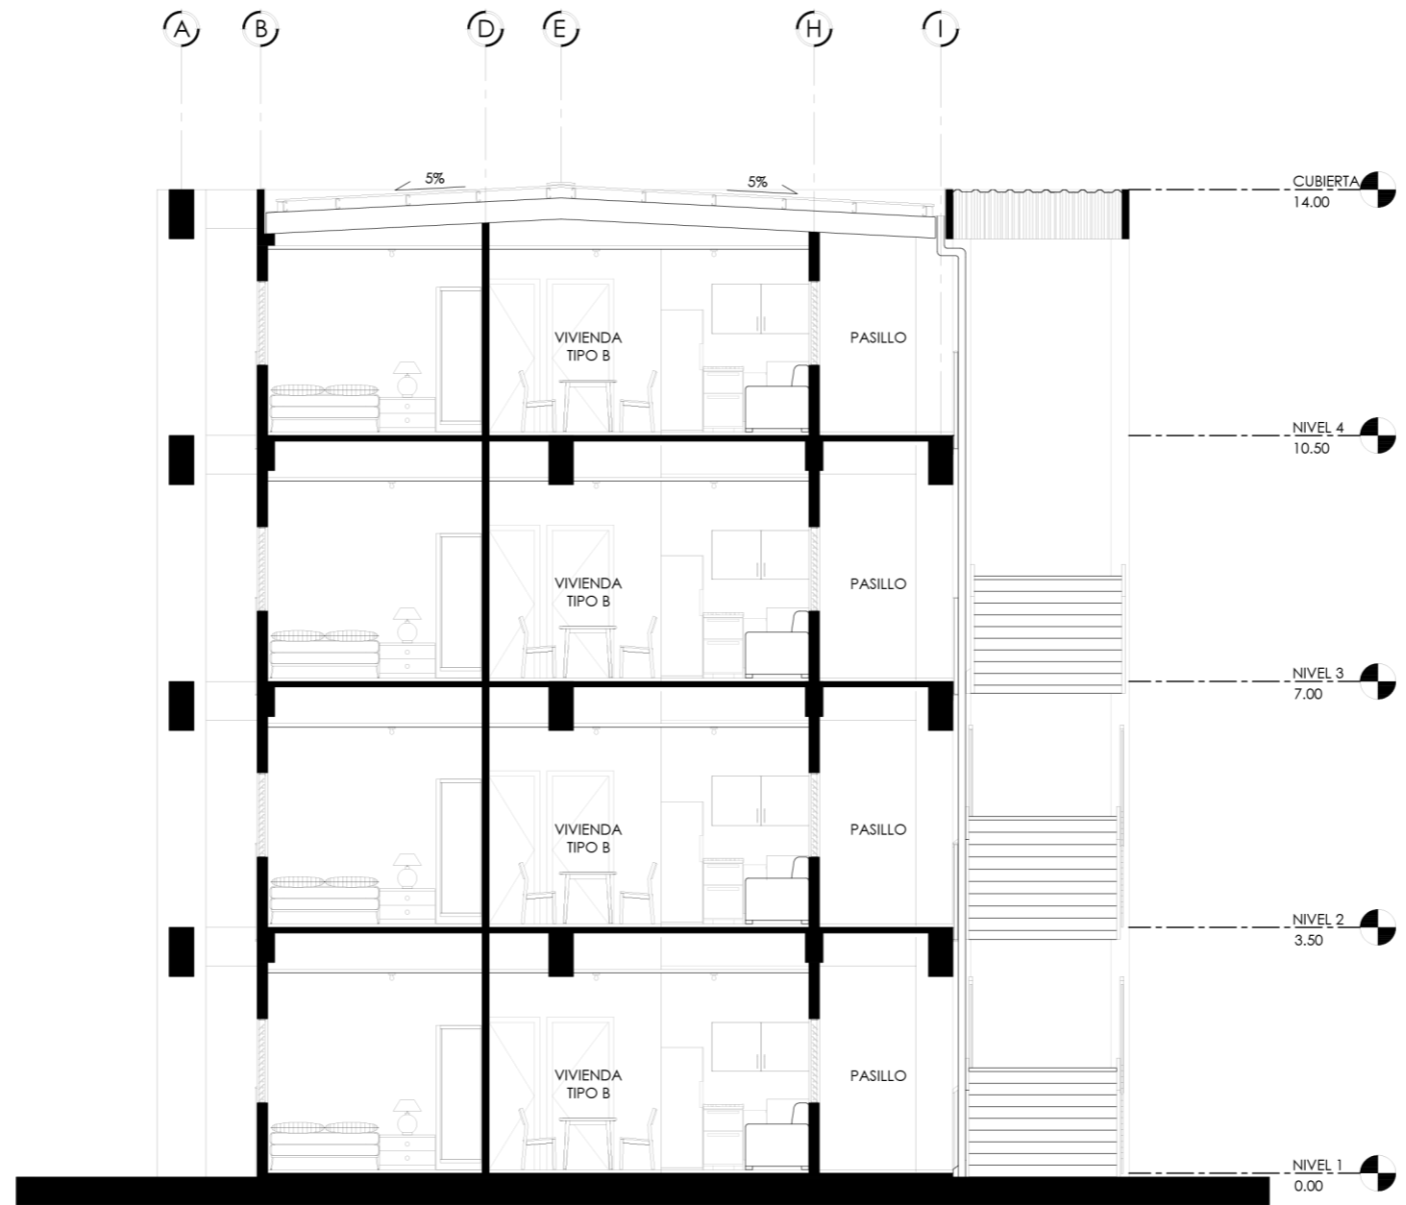 A B D E H I
5% 5%
CUBIERTA
14.00
VIVIENDA
TIPO B
PASILLO
NIVEL 4
10.50
VIVIENDA
TIPO B
PASILLO
NIVEL 3
7.00
VIVIENDA
TIPO B
PASILLO
NIVEL 2
3.50
VIVIENDA
TIPO B
PASILLO
NIVEL 1
0.00